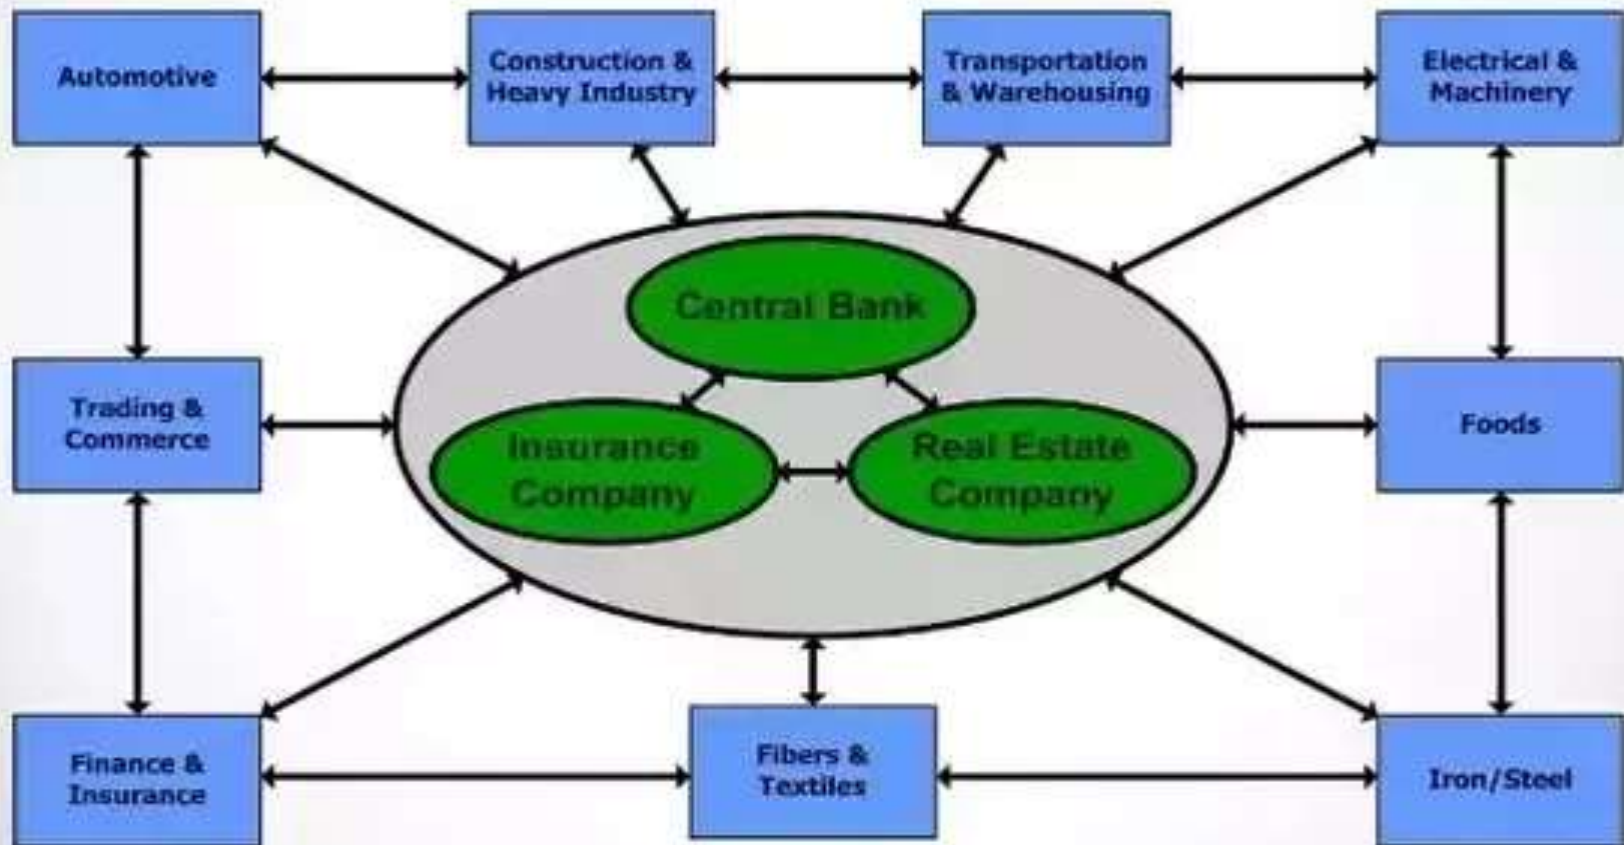 Automotive
Construction &
Heavy Industry
Transportation
& Warehousing
Electrical &
Machinery
Central Bank
Trading &
Commerce
Insurance
Company
Real Estate
Company
Foods
Finance &
Insurance
Fibers &
Textiles
Iron/Steel